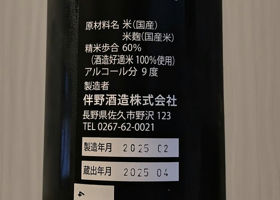 原材料名 米(国産)
米麹(国産米)
精米歩合 60%
(酒造好適米100%使用)
アルコール分 9度
製造者
伴野酒造株式会社
長野県佐久市野沢 123
TEL 0267-62-0021
製造年月 2025 02
蔵出年月 2025 04
4